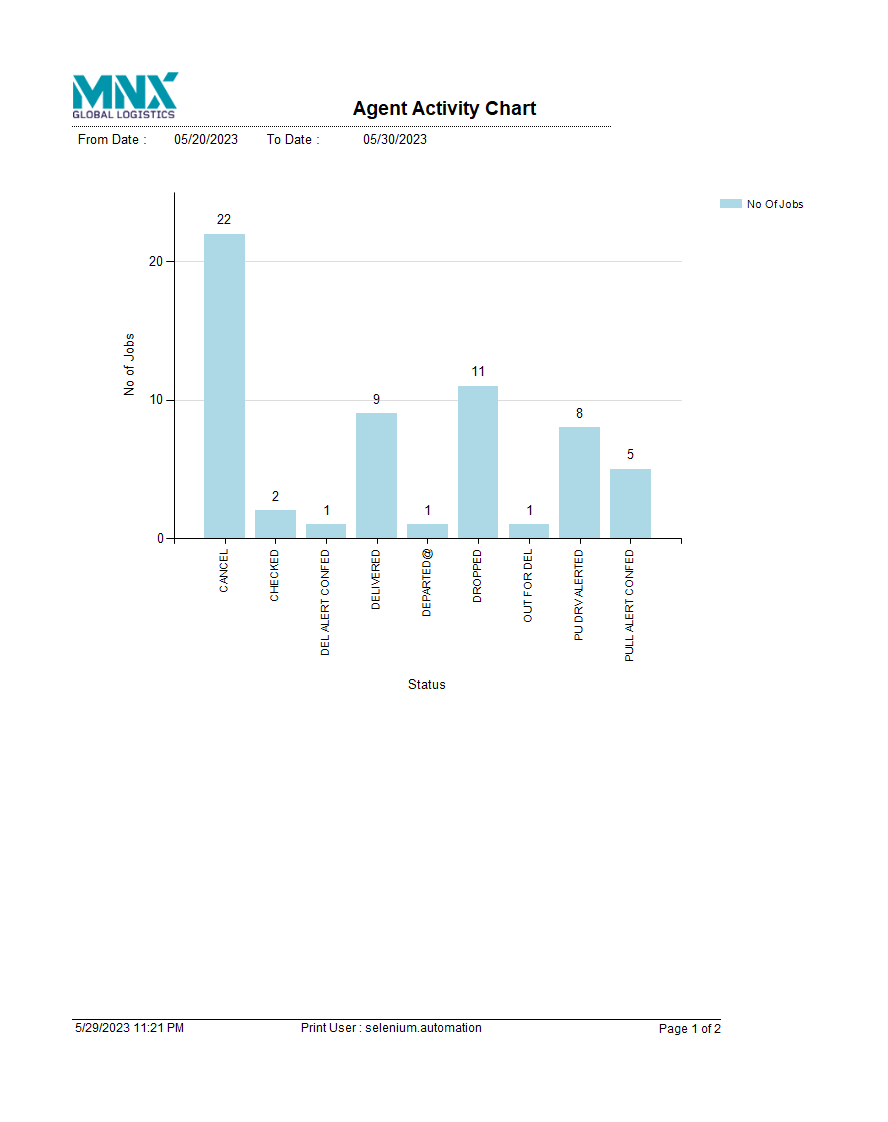 MNX
GLOBAL LOGISTICS
Agent Activity Chart
From Date : 05/20/2023 To Date : 05/30/2023
No Of Jobs
22
20
11
10
9
8
5
2
1
1
1
0
No of Jobs
CANCEL
CHECKED
DEL ALERT CONFED
DELIVERED
DEPARTED@
DROPPED
OUT FOR DEL
PU DRV ALERTED
PULL ALERT CONFED
Status
5/29/2023 11:21 PM Print User : selenium.automation Page 1 of 2